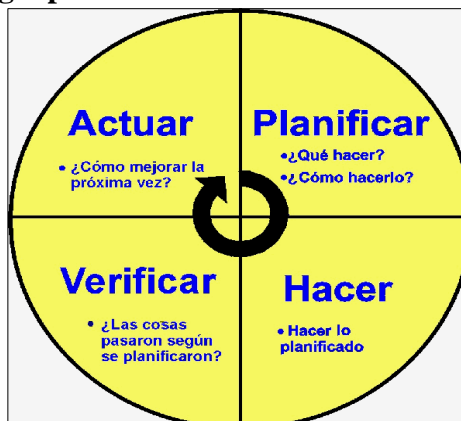 Actuar
• ¿Cómo mejorar la
próxima vez?
Planificar
•¿Qué hacer?
•¿Cómo hacerlo?
Verificar
• ¿Las cosas
pasaron según
se planificaron?
Hacer
• Hacer lo
planificado